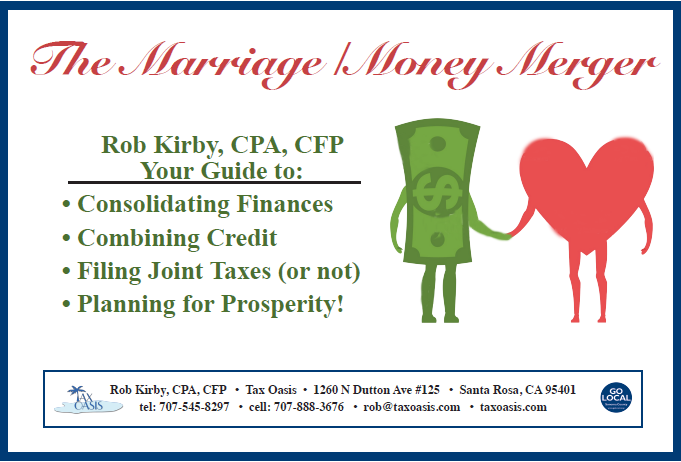 The Marriage /Money Merger
Rob Kirby, CPA, CFP
Your Guide to:
• Consolidating Finances
• Combining Credit
• Filing Joint Taxes (or not)
• Planning for Prosperity!
$
TAX
OASIS
Rob Kirby, CPA, CFP • Tax Oasis • 1260 N Dutton Ave #125 • Santa Rosa, CA 95401
tel: 707-545-8297 • cell: 707-888-3676 • rob@taxoasis.com • taxoasis.com
GO
LOCAL